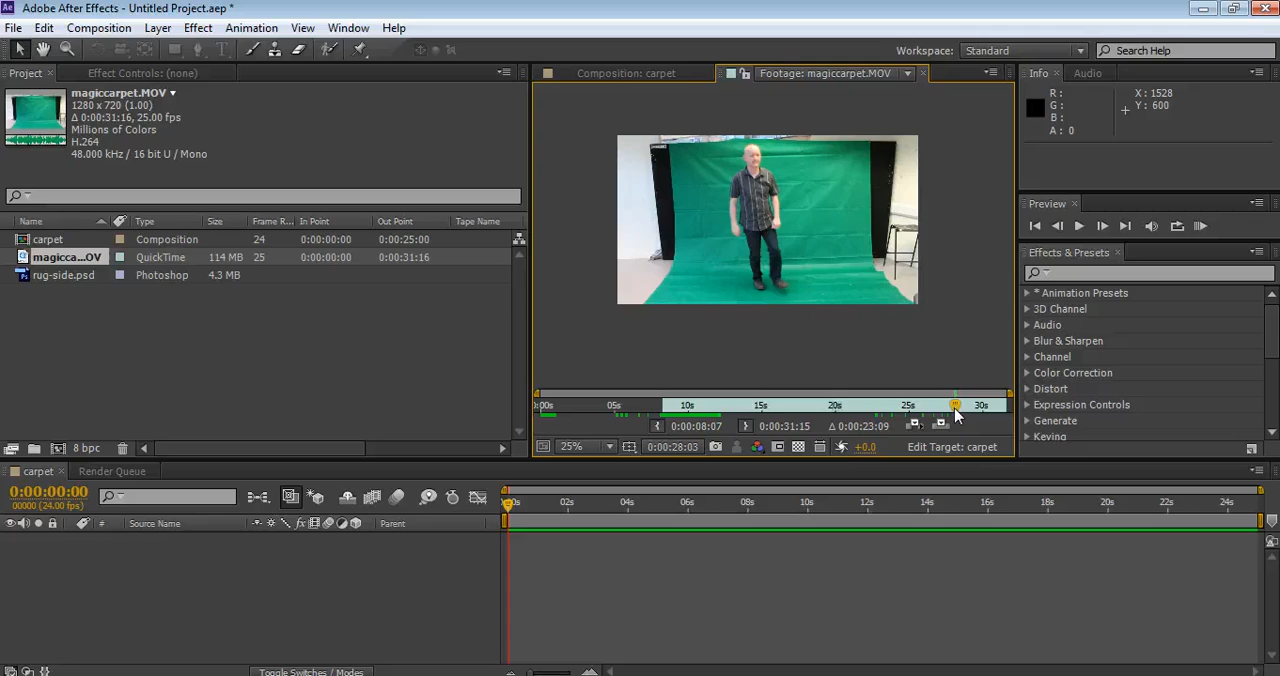 Ae Adobe After Effects - Untitled Project.aep *
File Edit Composition Layer Effect Animation View Window Help
Workspace: Standard Search Help
Project × Effect Controls: (none) Composition: carpet Footage: magiccarpet.MOV × Info × Audio
magiccarpet.MOV
1280 x 720 (1.00)
Δ 0:00:31:16, 25.00 fps
Millions of Colors
H.264
48.000 kHz / 16 bit U / Mono
R :
G :
B :
A : 0
X : 1528
Y : 600
Preview ×
Name Type Size Frame R... In Point Out Point Tape Name
carpet Composition 24 0:00:00:00 0:00:25:00
magicca...OV QuickTime 114 MB 25 0:00:00:00 0:00:31:16
rug-side.psd Photoshop 4.3 MB
Effects & Presets ×
* Animation Presets
3D Channel
Audio
Blur & Sharpen
Channel
Color Correction
Distort
Expression Controls
Generate
Keying
0:00s 05s 10s 15s 20s 25s 30s
0:00:08:07 0:00:31:15 Δ 0:00:23:09
25% 0:00:28:03 +0.0 Edit Target: carpet
8 bpc
carpet × Render Queue
0:00:00:00
00000 (24.00 fps)
02s 04s 06s 08s 10s 12s 14s 16s 18s 20s 22s 24s
# Source Name fx Parent
Toggle Switches / Modes